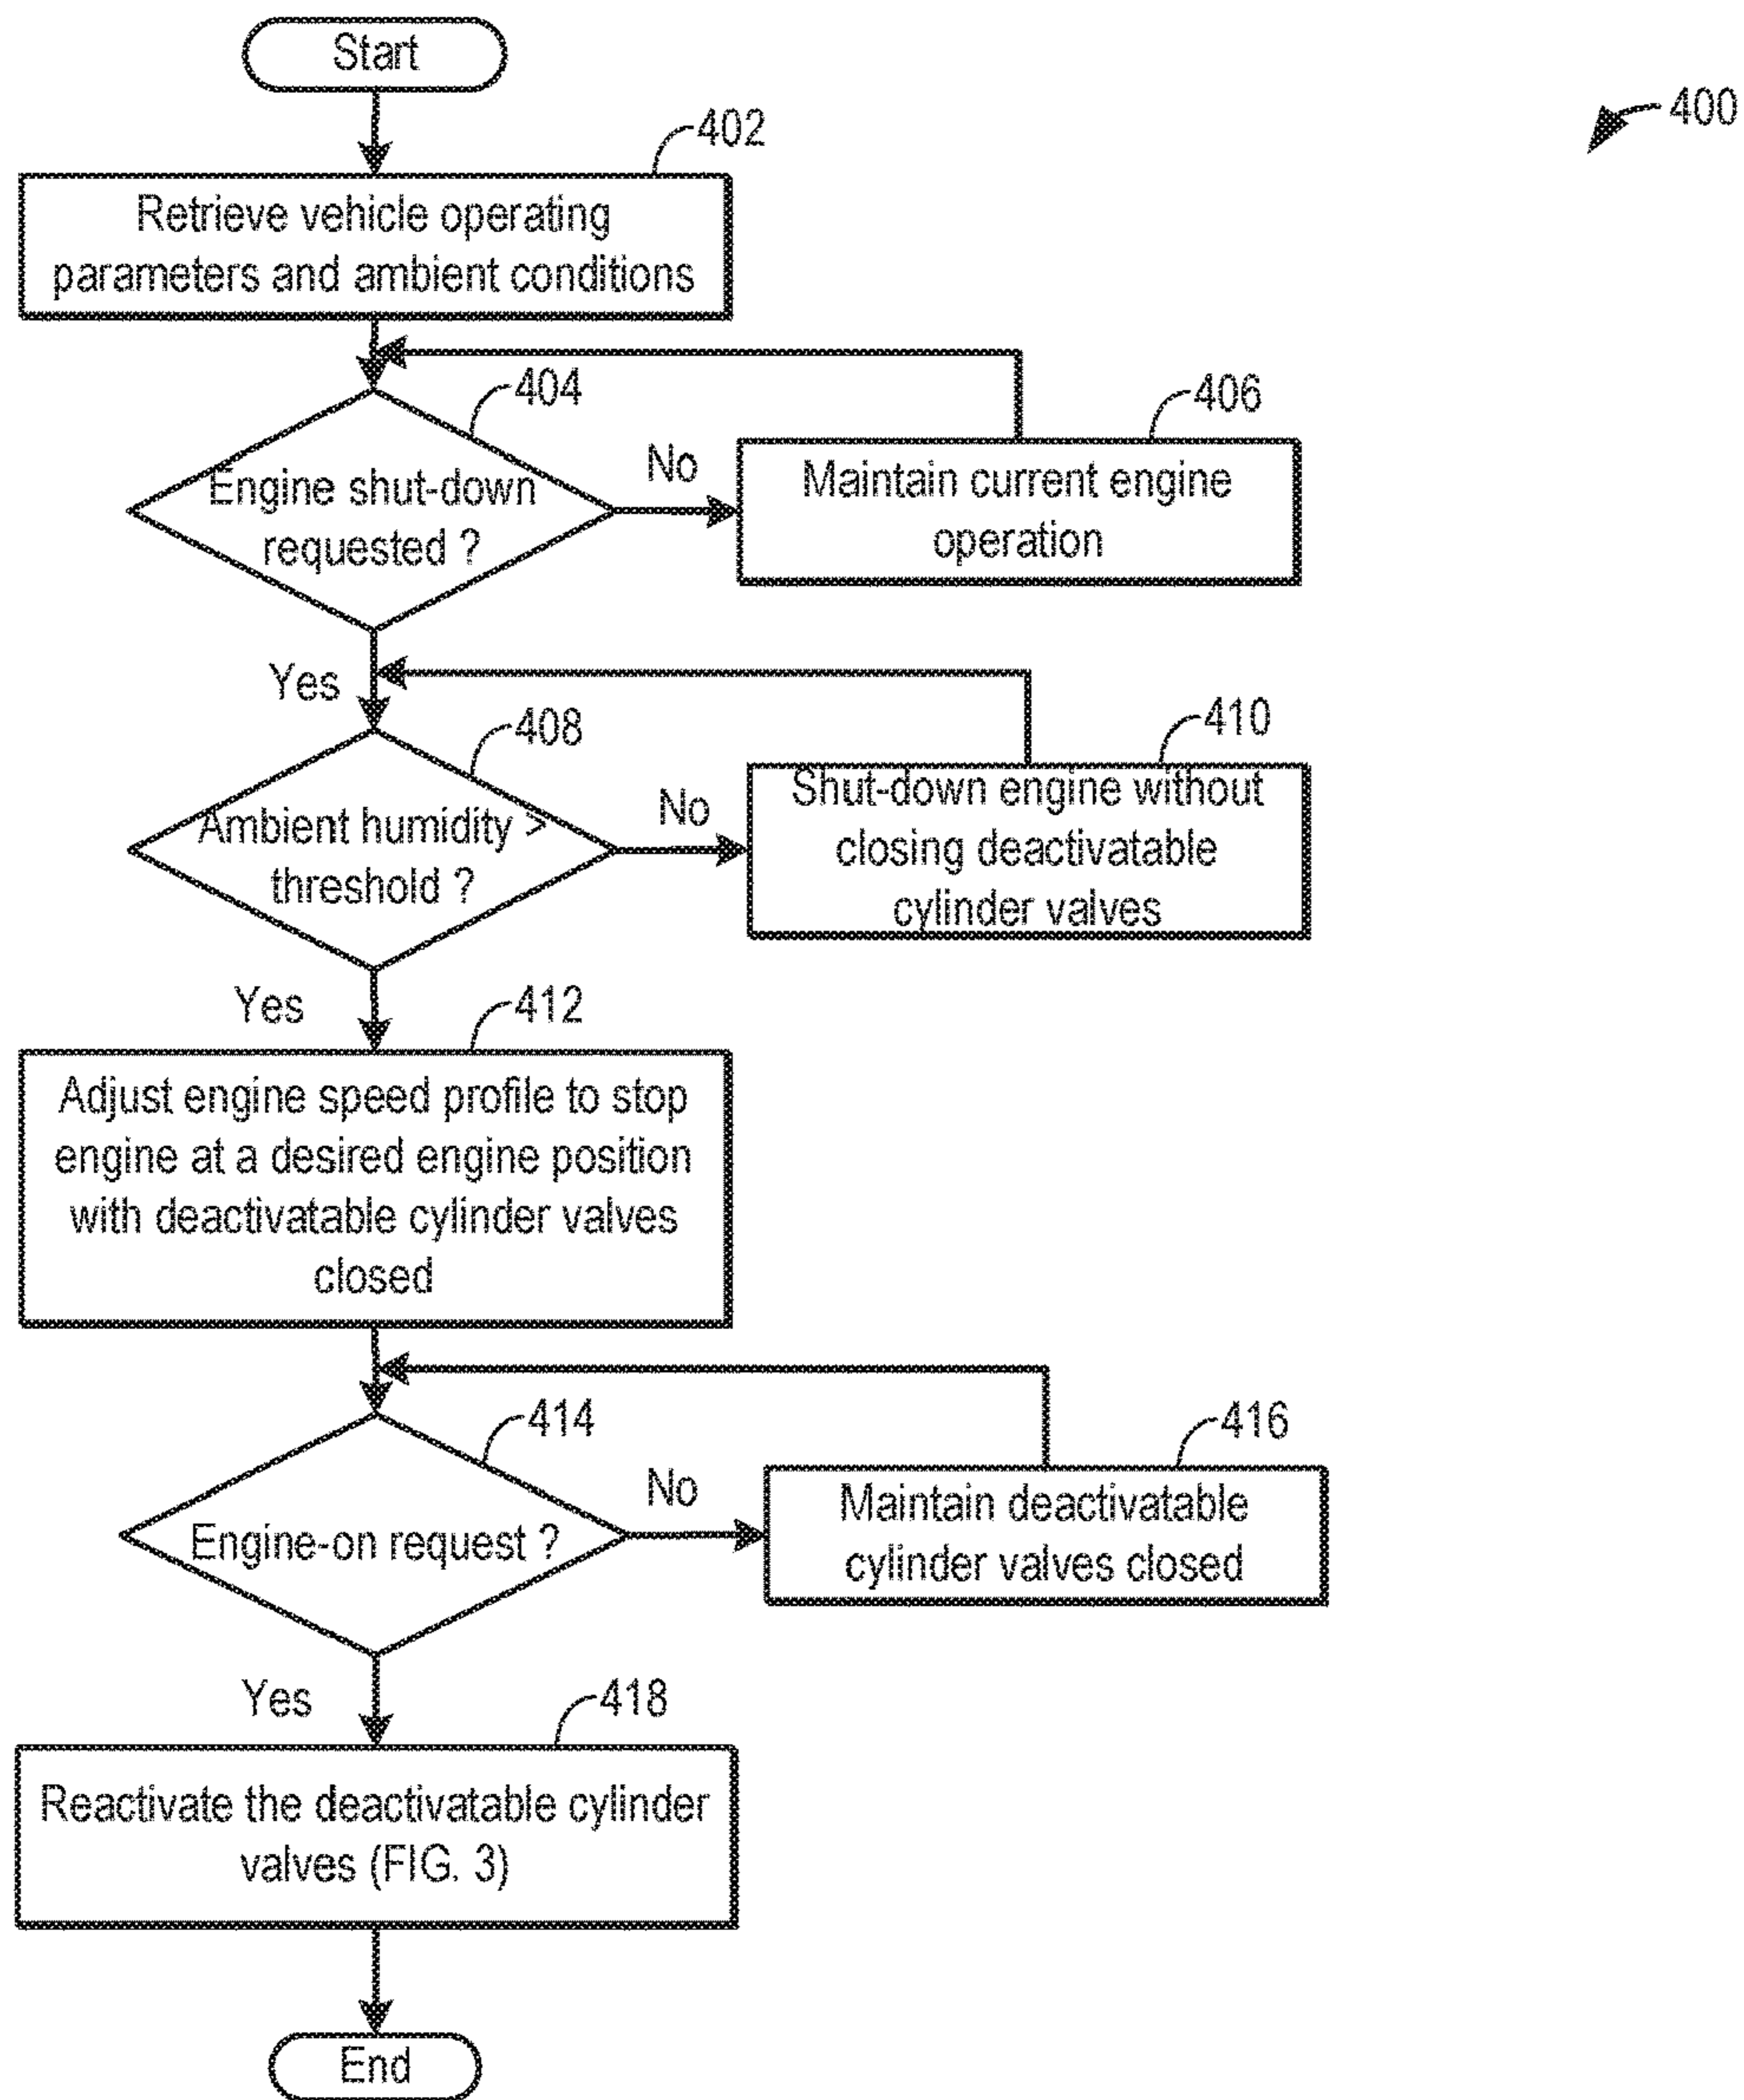 Start
400
402
Retrieve vehicle operating
parameters and ambient conditions
404
406
Engine shut-down
requested ?
No
Maintain current engine
operation
Yes
408
410
Ambient humidity >
threshold ?
No
Shut-down engine without
closing deactivatable
cylinder valves
Yes
412
Adjust engine speed profile to stop
engine at a desired engine position
with deactivatable cylinder valves
closed
414
416
Engine-on request ?
No
Maintain deactivatable
cylinder valves closed
Yes
418
Reactivate the deactivatable cylinder
valves (FIG. 3)
End